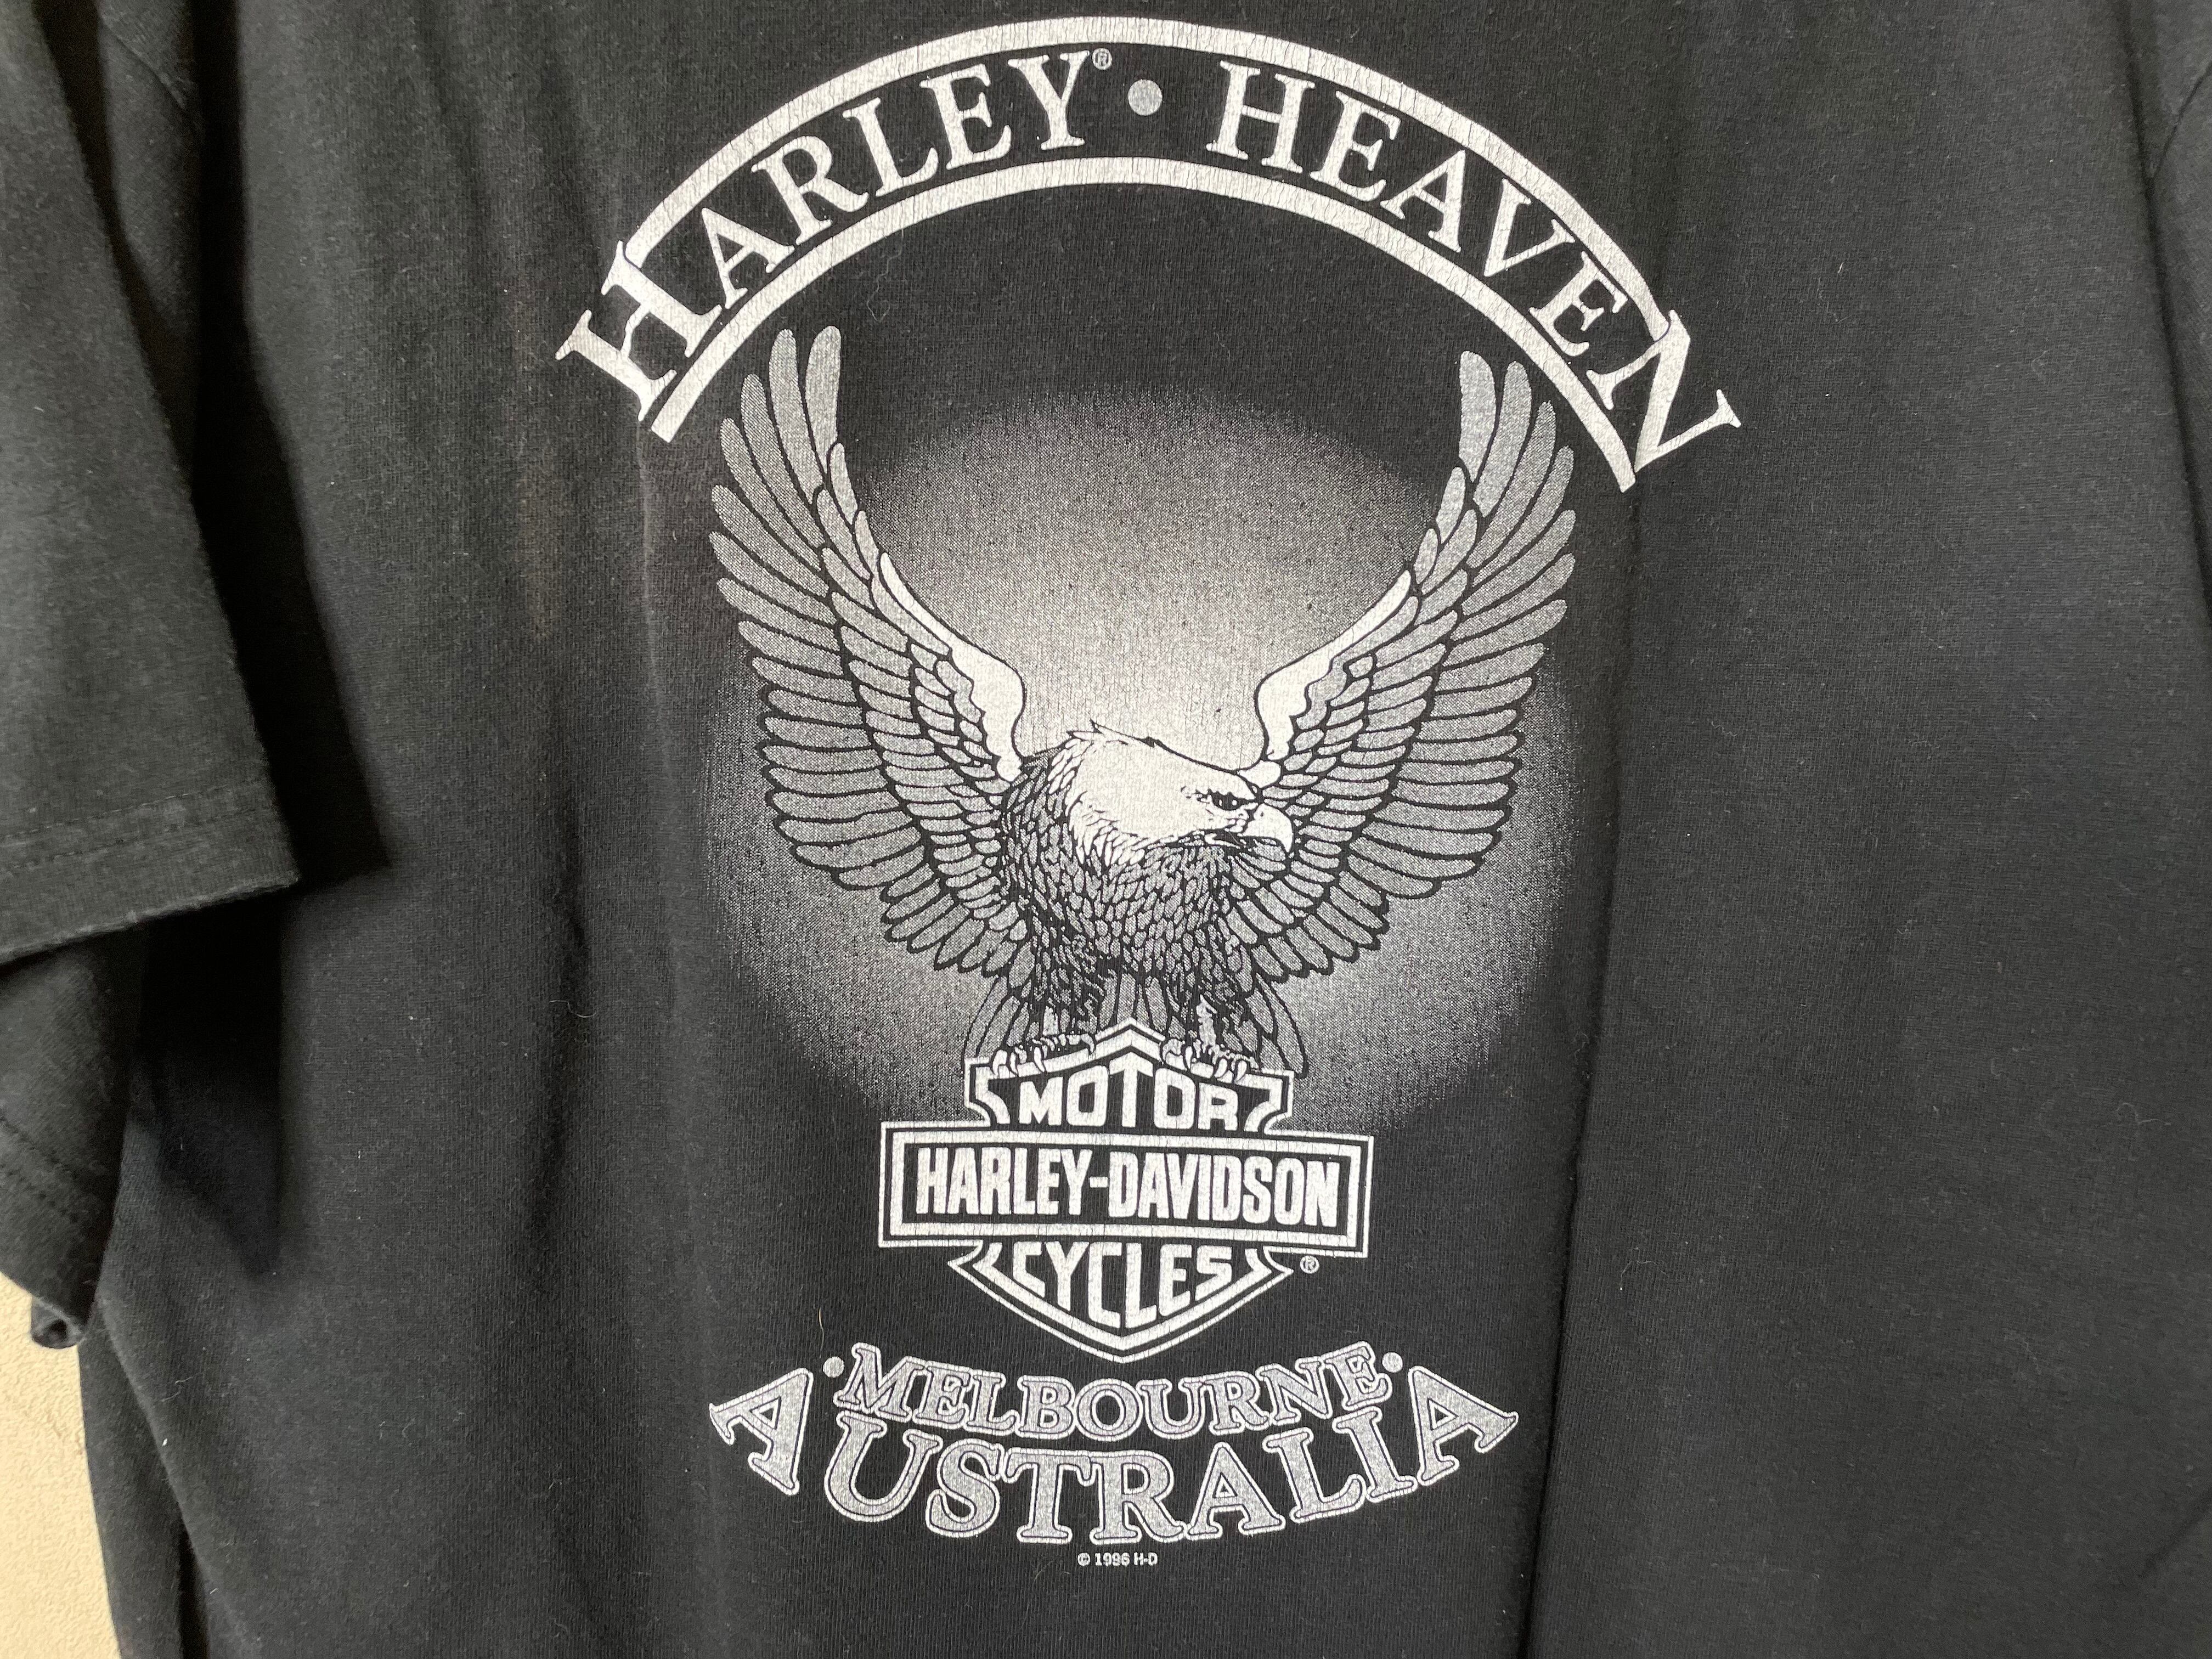 HARLEY® • HEAVEN
MOTOR
HARLEY-DAVIDSON
CYCLES ®
• MELBOURNE •
AUSTRALIA
© 1996 H-D